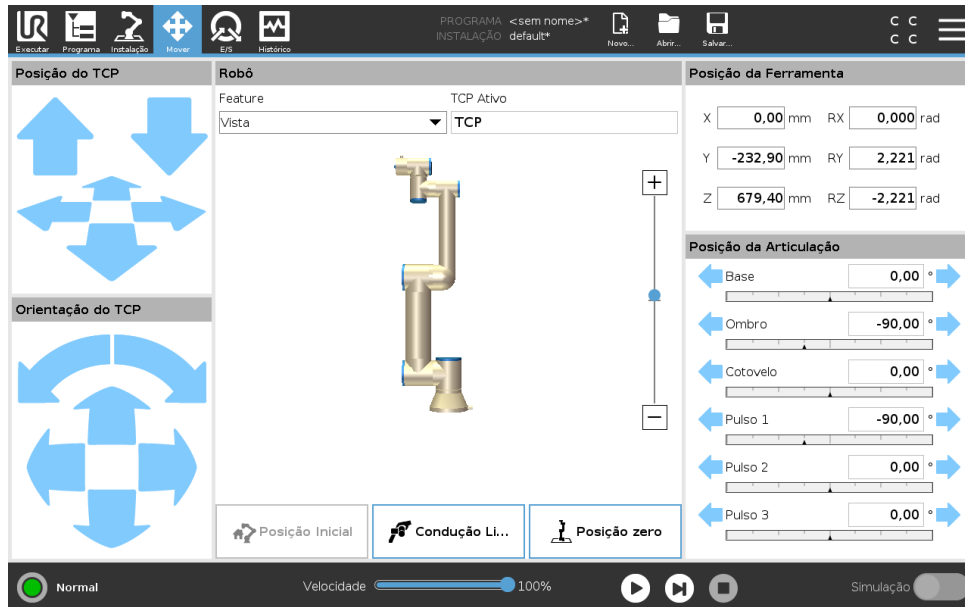 PROGRAMA <sem nome>*
INSTALAÇÃO default*
Executar Programa Instalação Mover E/S Histórico Novo... Abrir... Salvar...
C C
C C
Posição do TCP
Robô
Feature TCP Ativo
Vista TCP
+
−
Orientação do TCP
Posição da Ferramenta
X 0,00 mm RX 0,000 rad
Y -232,90 mm RY 2,221 rad
Z 679,40 mm RZ -2,221 rad
Posição da Articulação
Base 0,00 °
Ombro -90,00 °
Cotovelo 0,00 °
Pulso 1 -90,00 °
Pulso 2 0,00 °
Pulso 3 0,00 °
Posição Inicial Condução Li... Posição zero
Normal Velocidade 100% Simulação